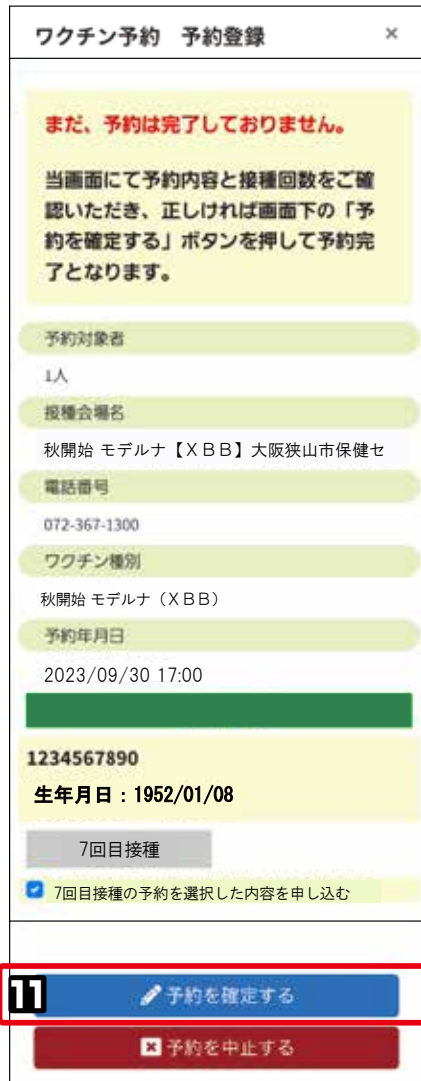 ワクチン予約　予約登録 ×
まだ、予約は完了しておりません。
当画面にて予約内容と接種回数をご確
認いただき、正しければ画面下の「予
約を確定する」ボタンを押して予約完
了となります。
予約対象者
1人
接種会場名
秋開始 モデルナ【ＸＢＢ】大阪狭山市保健セ
電話番号
072-367-1300
ワクチン種別
秋開始 モデルナ（ＸＢＢ）
予約年月日
2023/09/30 17:00
1234567890
生年月日：1952/01/08
7回目接種
7回目接種の予約を選択した内容を申し込む
11 予約を確定する
予約を中止する